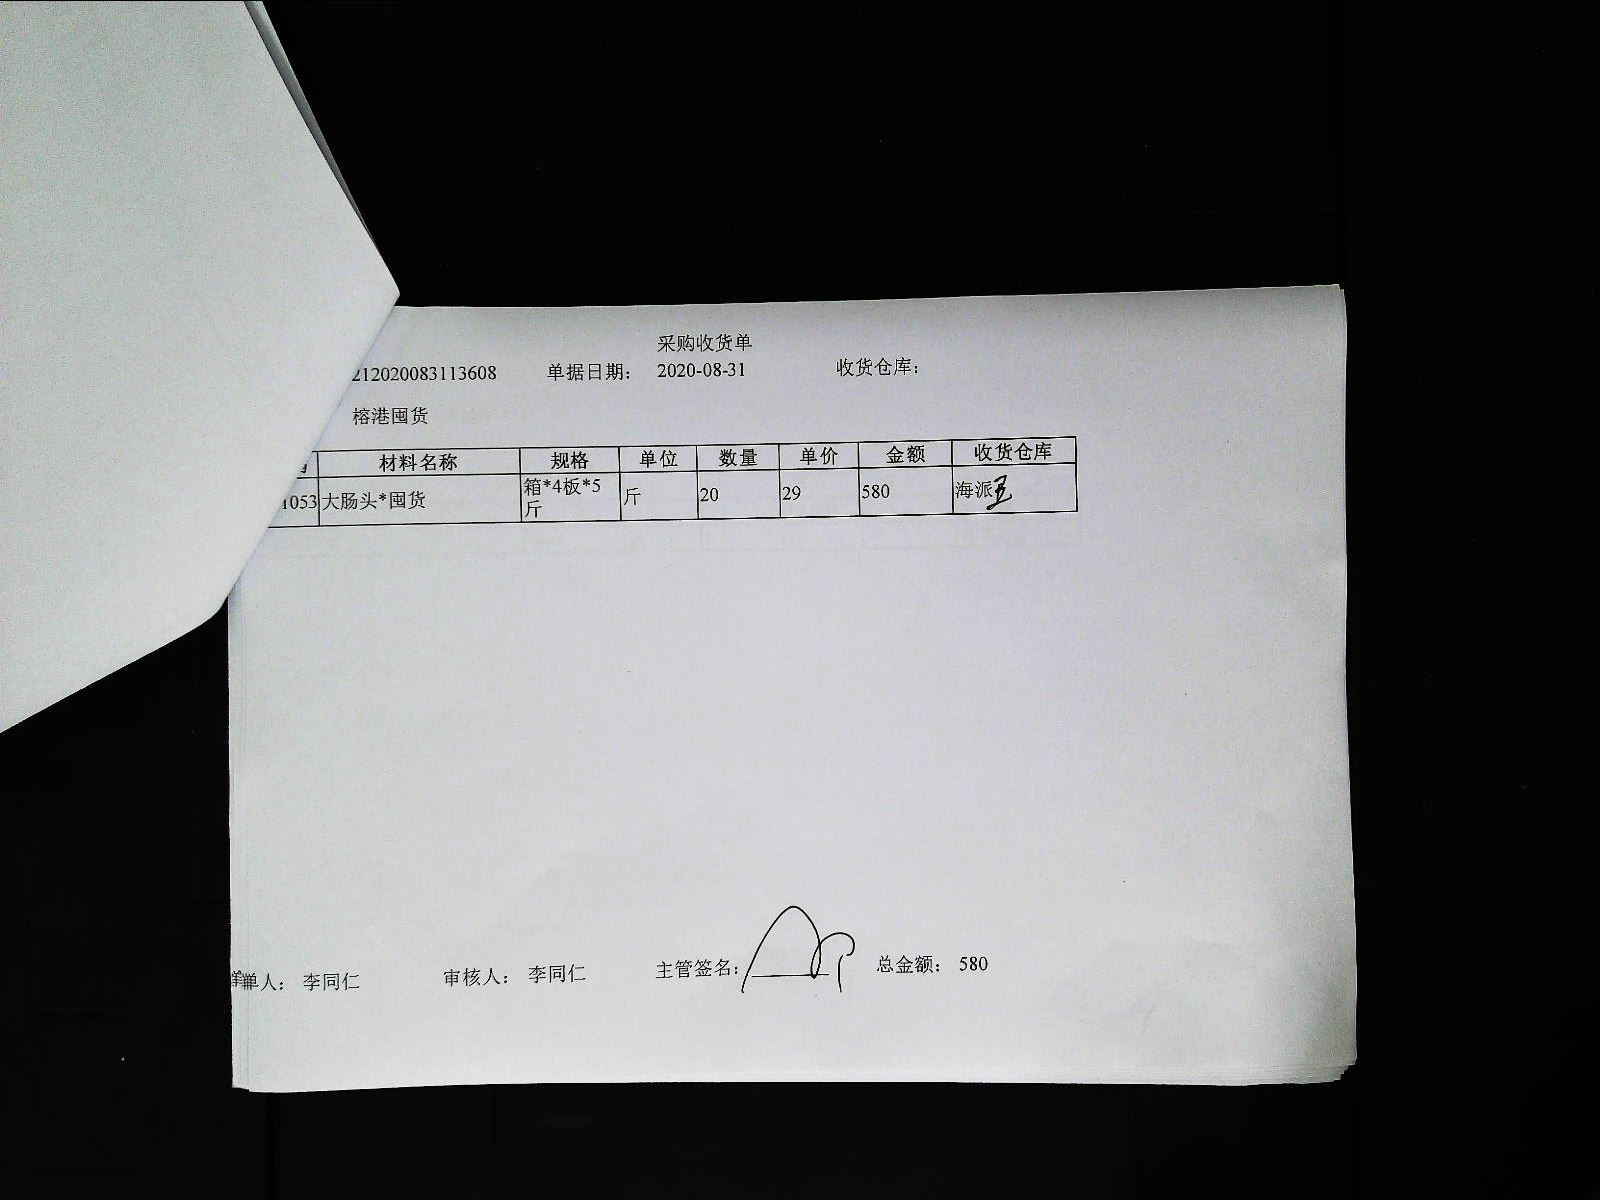 采购收货单
212020083113608 单据日期： 2020-08-31 收货仓库：
榕港囤货
材料名称 规格 单位 数量 单价 金额 收货仓库
1053 大肠头*囤货 箱*4板*5斤 斤 20 29 580 海派
单人： 李同仁 审核人： 李同仁 主管签名： 总金额： 580